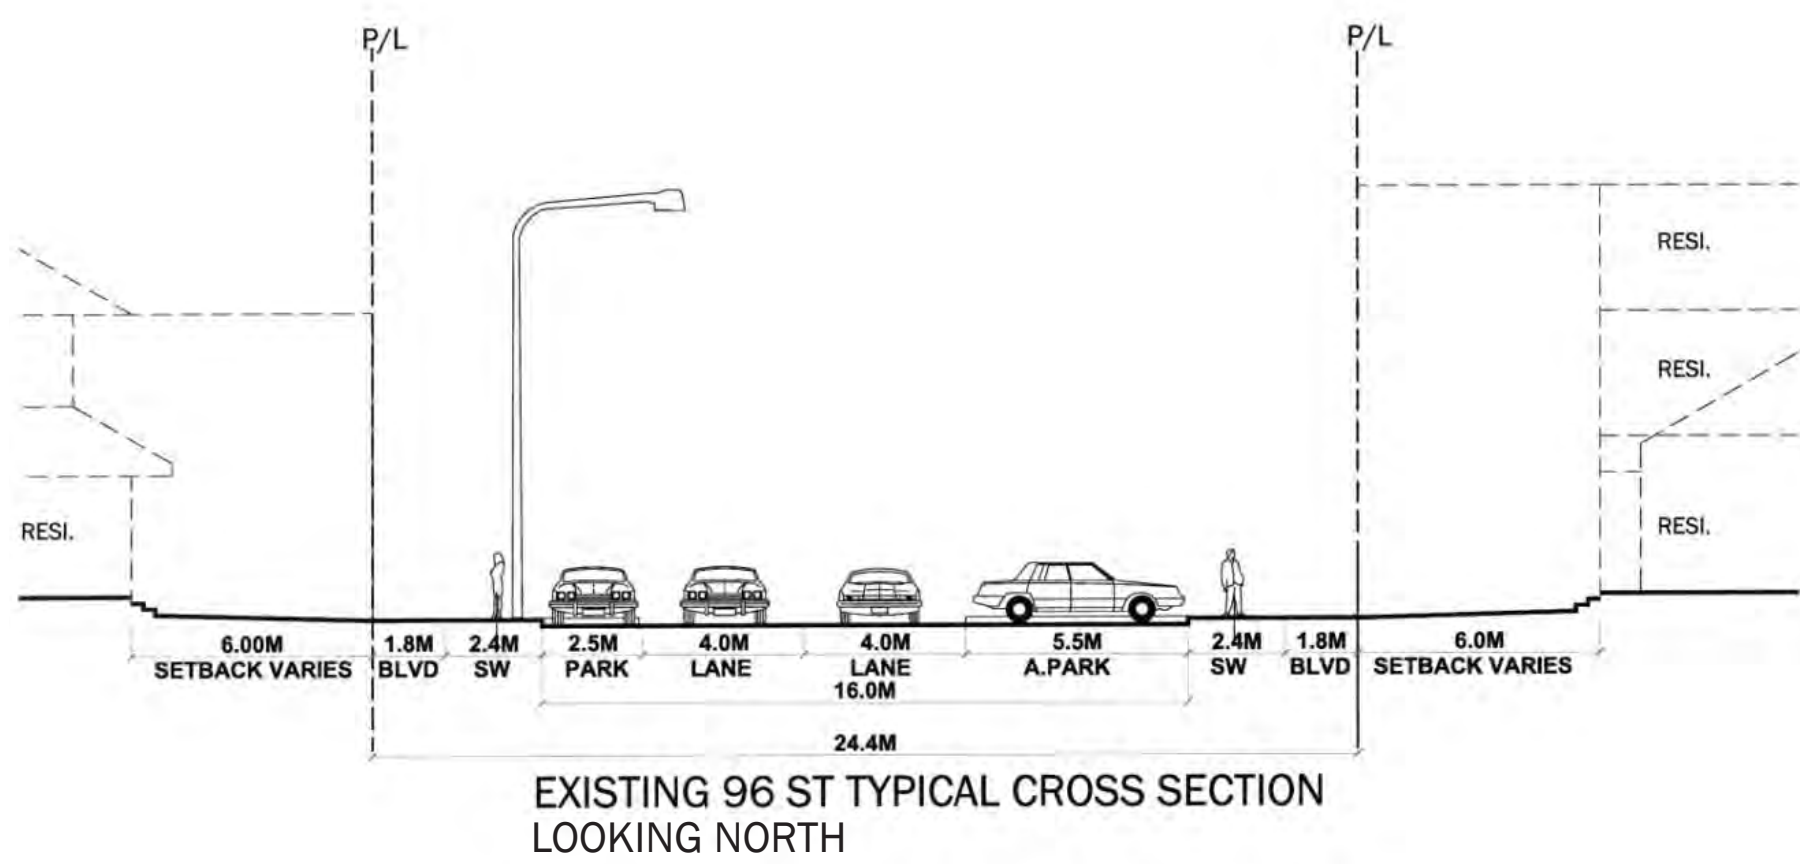 P/L
P/L
RESI.
RESI.
RESI.
RESI.
6.00M 1.8M 2.4M 2.5M 4.0M 4.0M 5.5M 2.4M 1.8M 6.0M
SETBACK VARIES BLVD SW PARK LANE LANE A.PARK SW BLVD SETBACK VARIES
16.0M
24.4M
EXISTING 96 ST TYPICAL CROSS SECTION
LOOKING NORTH